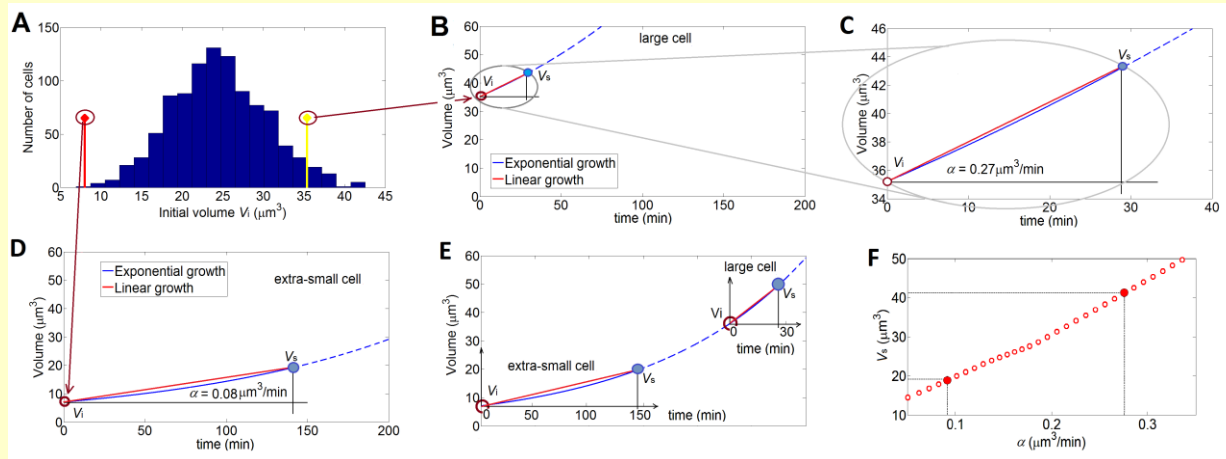 A
Number of cells
150
100
50
0
5 10 15 20 25 30 35 40 45
Initial volume Vi (μm³)
B
Volume (μm³)
60
50
40
30
20
10
0
large cell
Vi
Vs
Exponential growth
Linear growth
0 50 100 150 200
time (min)
C
Volume (μm³)
46
44
42
40
38
36
34
Vi
Vs
α = 0.27μm³/min
0 10 20 30 40
time (min)
D
Volume (μm³)
60
50
40
30
20
10
0
Exponential growth
Linear growth
extra-small cell
Vs
α = 0.08μm³/min
Vi
0 50 100 150 200
time (min)
E
Volume (μm³)
60
50
40
30
20
10
0
large cell
Vs
Vi
0 30
time (min)
extra-small cell
Vs
Vi
0 50 100 150
time (min)
F
Vs (μm³)
50
40
30
20
10
0.1 0.2 0.3
α (μm³/min)